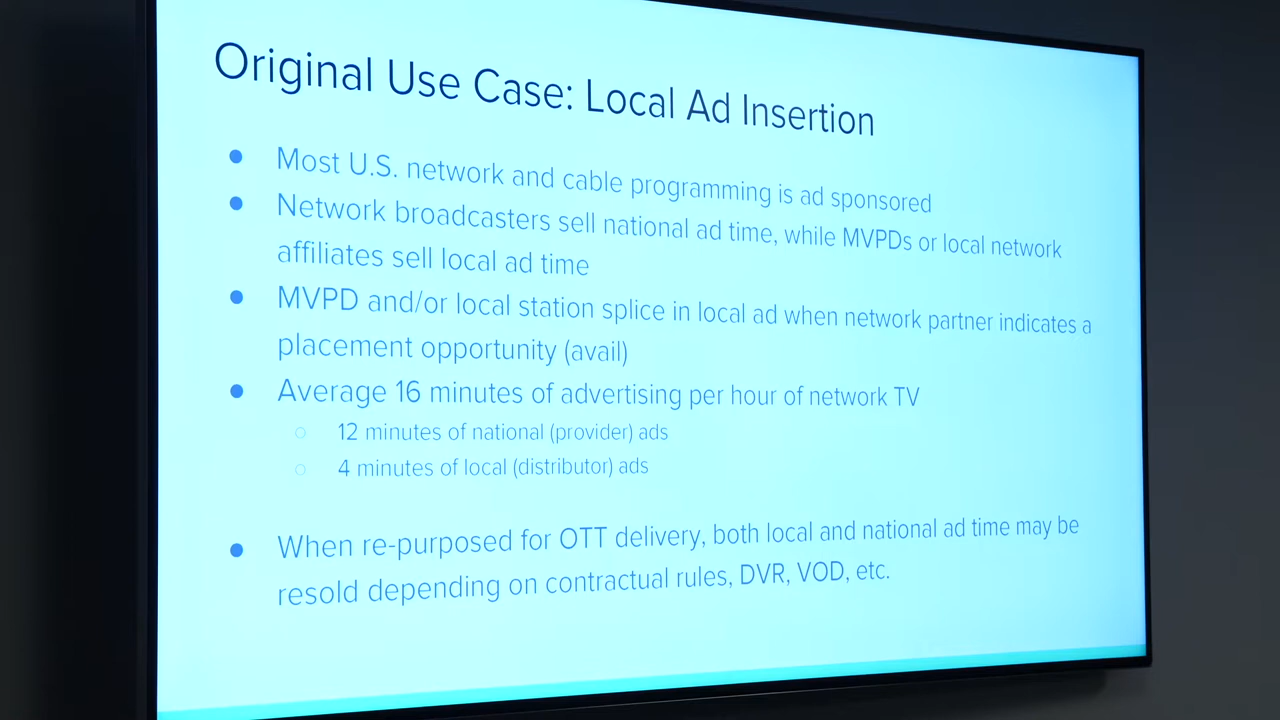 Original Use Case: Local Ad Insertion
● Most U.S. network and cable programming is ad sponsored
● Network broadcasters sell national ad time, while MVPDs or local network
affiliates sell local ad time
● MVPD and/or local station splice in local ad when network partner indicates a
placement opportunity (avail)
● Average 16 minutes of advertising per hour of network TV
○ 12 minutes of national (provider) ads
○ 4 minutes of local (distributor) ads
● When re-purposed for OTT delivery, both local and national ad time may be
resold depending on contractual rules, DVR, VOD, etc.